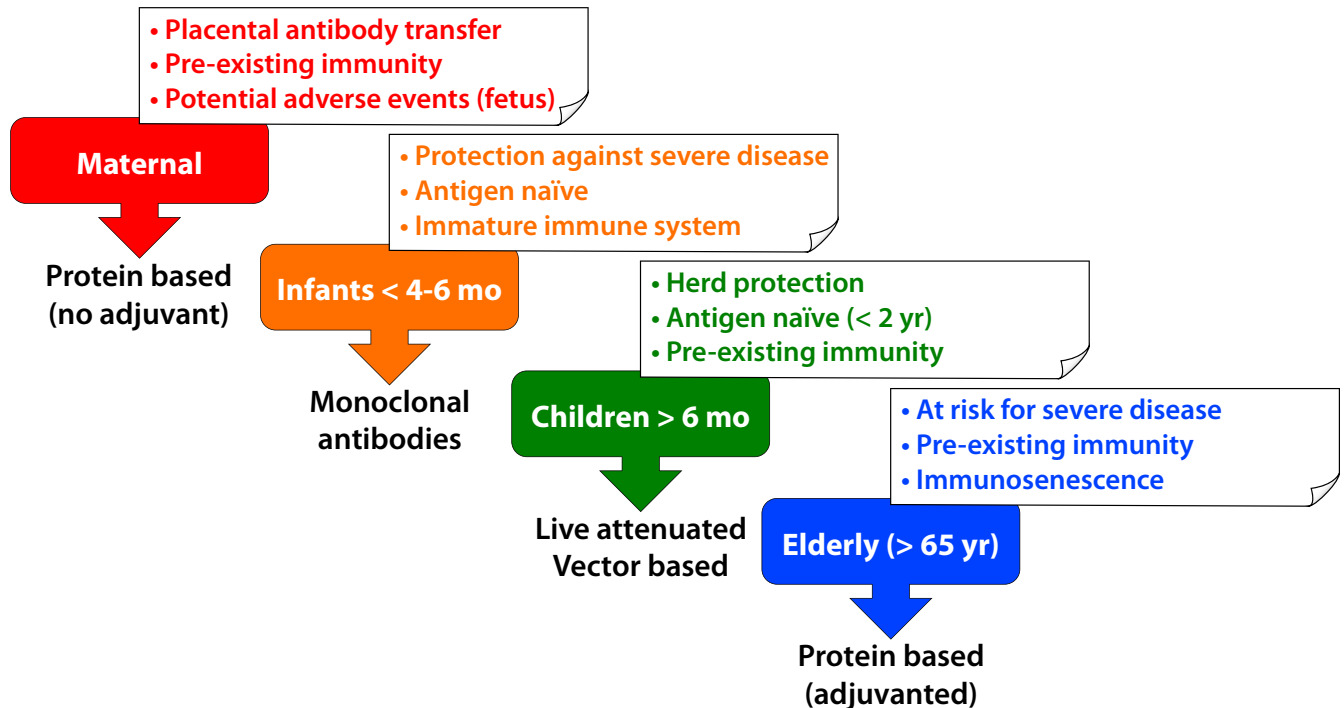 • Placental antibody transfer
• Pre-existing immunity
• Potential adverse events (fetus)
Maternal
Protein based
(no adjuvant)
• Protection against severe disease
• Antigen naïve
• Immature immune system
Infants < 4-6 mo
Monoclonal
antibodies
• Herd protection
• Antigen naïve (< 2 yr)
• Pre-existing immunity
Children > 6 mo
Live attenuated
Vector based
• At risk for severe disease
• Pre-existing immunity
• Immunosenescence
Elderly (> 65 yr)
Protein based
(adjuvanted)